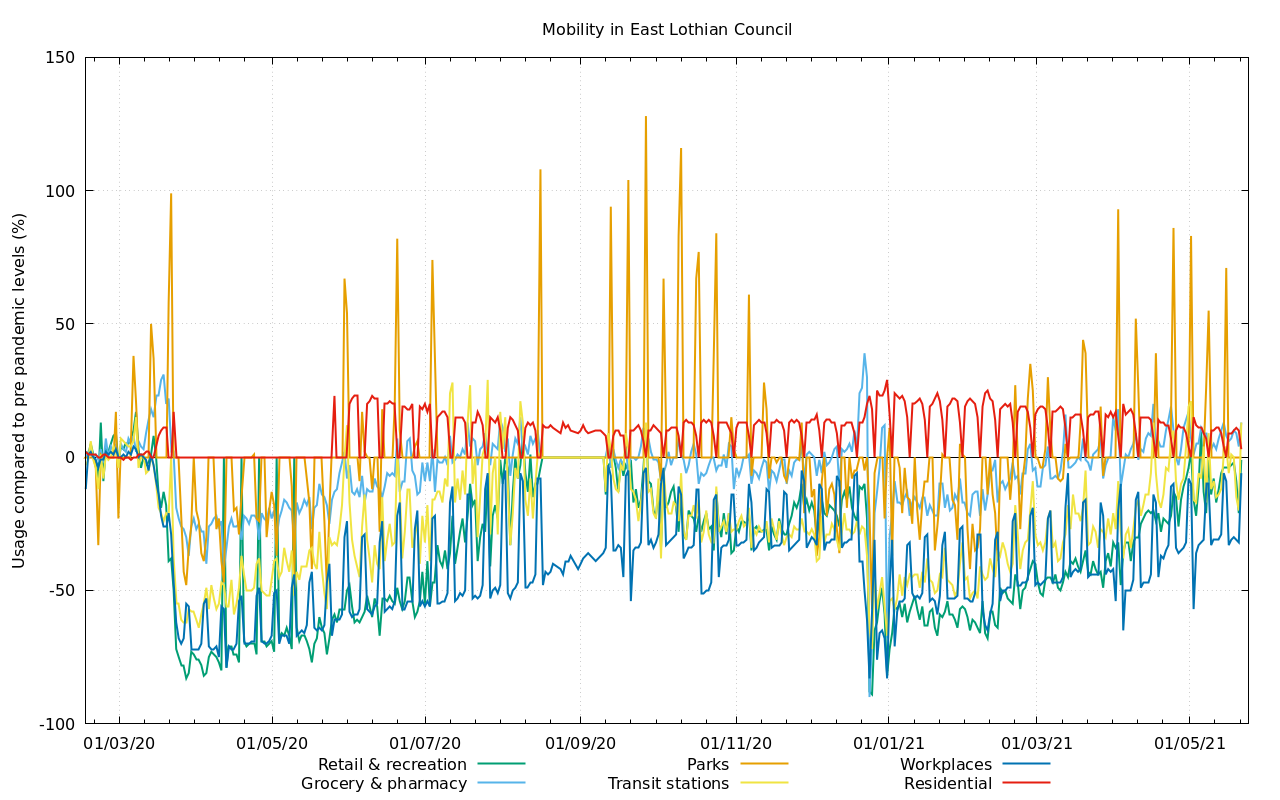 Mobility in East Lothian Council
Usage compared to pre pandemic levels (%)
150
100
50
0
-50
-100
01/03/20 01/05/20 01/07/20 01/09/20 01/11/20 01/01/21 01/03/21 01/05/21
Retail & recreation Parks Workplaces
Grocery & pharmacy Transit stations Residential